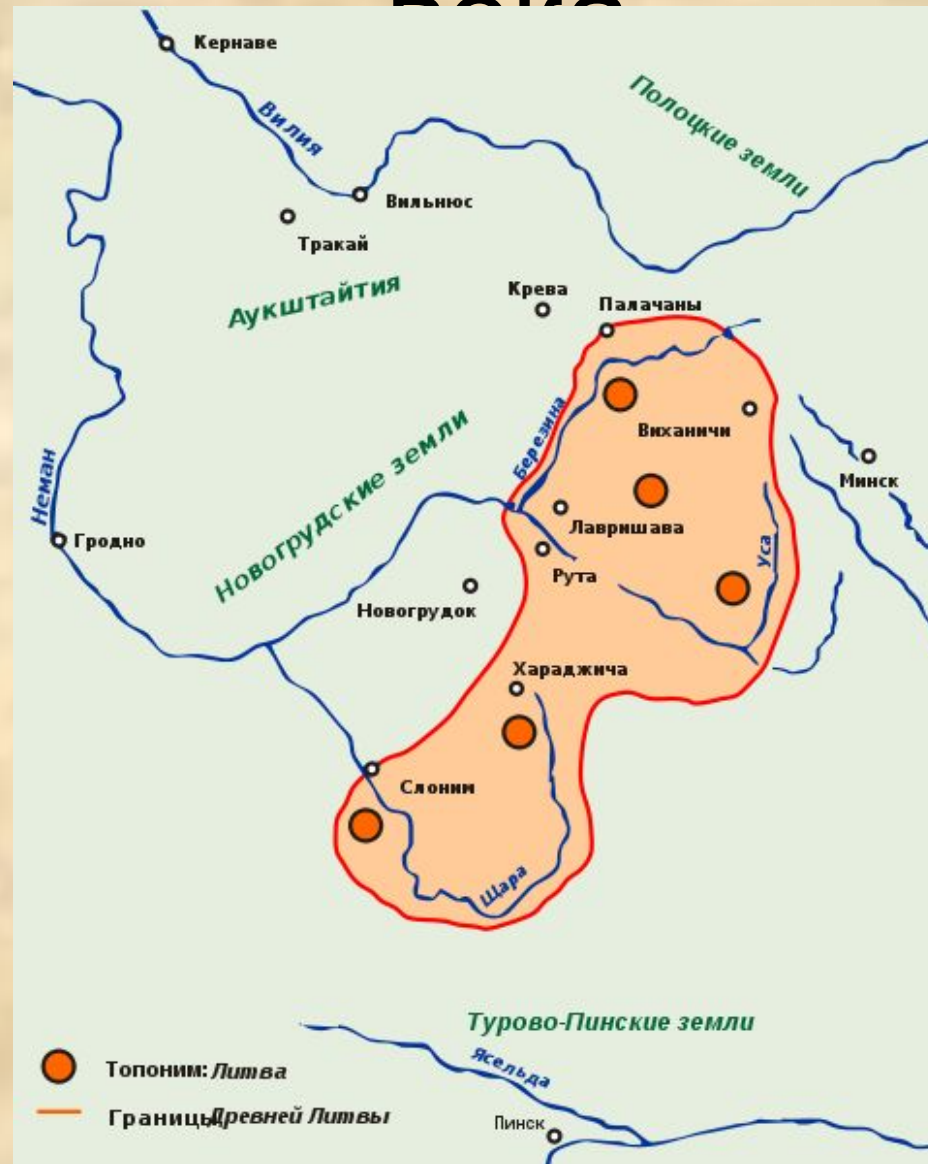 Кернаве
Вилия
Полоцкие земли
Вильнюс
Тракай
Аукштайтия
Крева
Палачаны
Березина
Виханичи
Новогрудские земли
Минск
Неман
Гродно
Лавришава
Уса
Рута
Новогрудок
Хараджича
Слоним
Щара
Турово-Пинские земли
Ясельда
Топоним: Литва
Границы Древней Литвы
Пинск